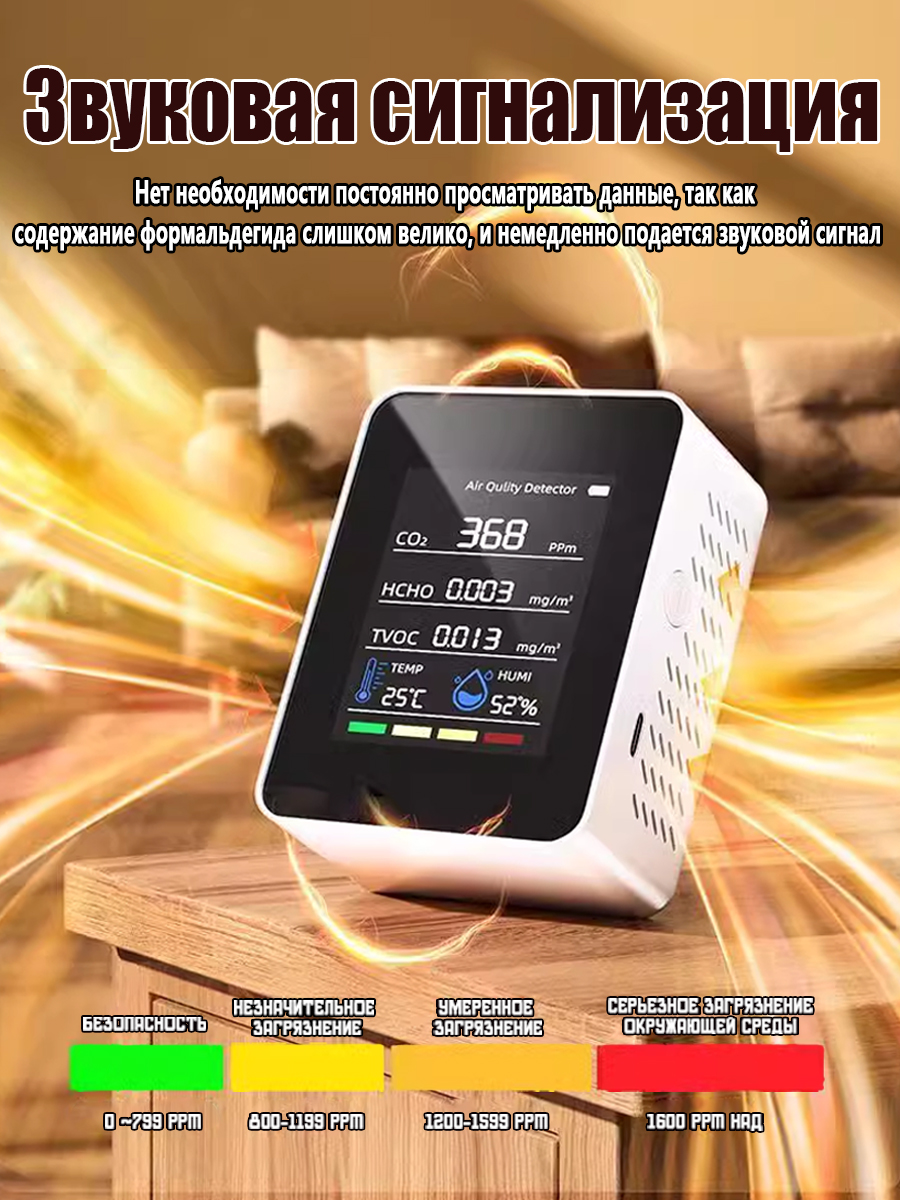 Звуковая сигнализация
Нет необходимости постоянно просматривать данные, так как
содержание формальдегида слишком велико, и немедленно подается звуковой сигнал
Air Qulity Detector
CO₂ 368 PPm
HCHO 0.003 mg/m³
TVOC 0.013 mg/m³
TEMP 25℃
HUMI 52°%
БЕЗОПАСНОСТЬ
0 ~799 PPM
НЕЗНАЧИТЕЛЬНОЕ
ЗАГРЯЗНЕНИЕ
800-1199 PPM
УМЕРЕННОЕ
ЗАГРЯЗНЕНИЕ
1200-1599 PPM
СЕРЬЕЗНОЕ ЗАГРЯЗНЕНИЕ
ОКРУЖАЮЩЕЙ СРЕДЫ
1600 PPM НАД